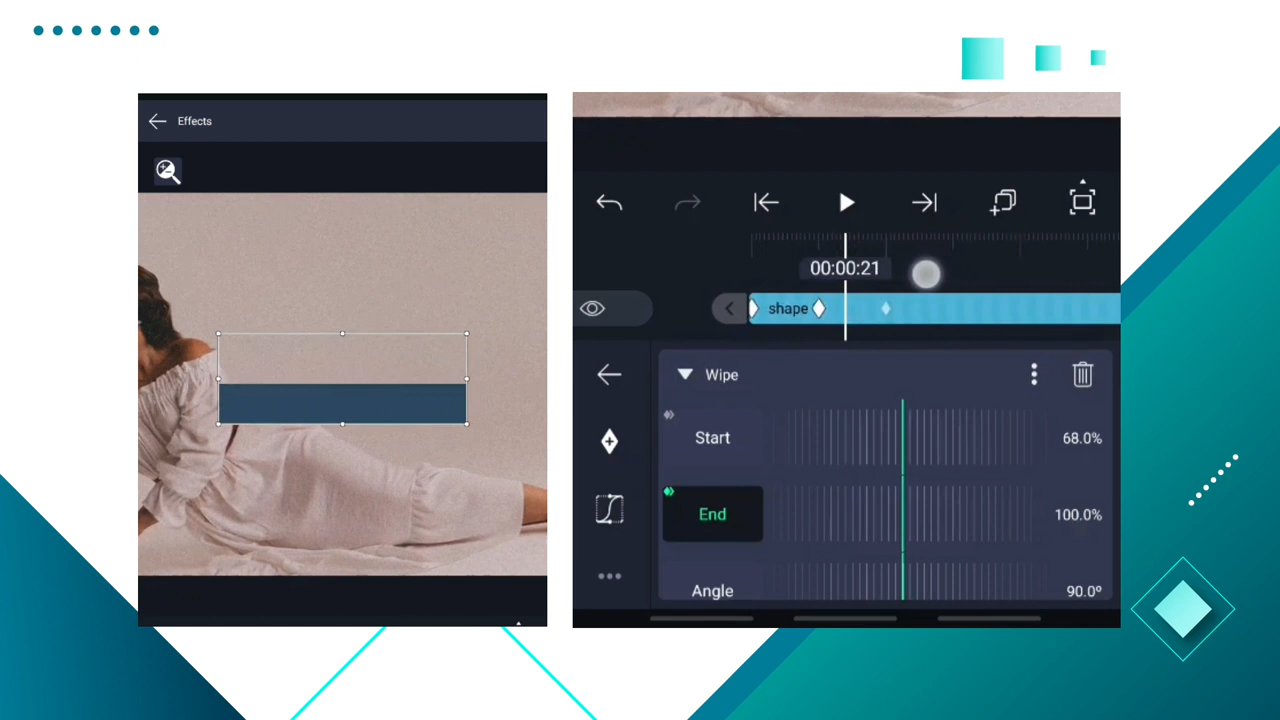 Effects
00:00:21
shape
Wipe
Start
68.0%
End
100.0%
Angle
90.0º